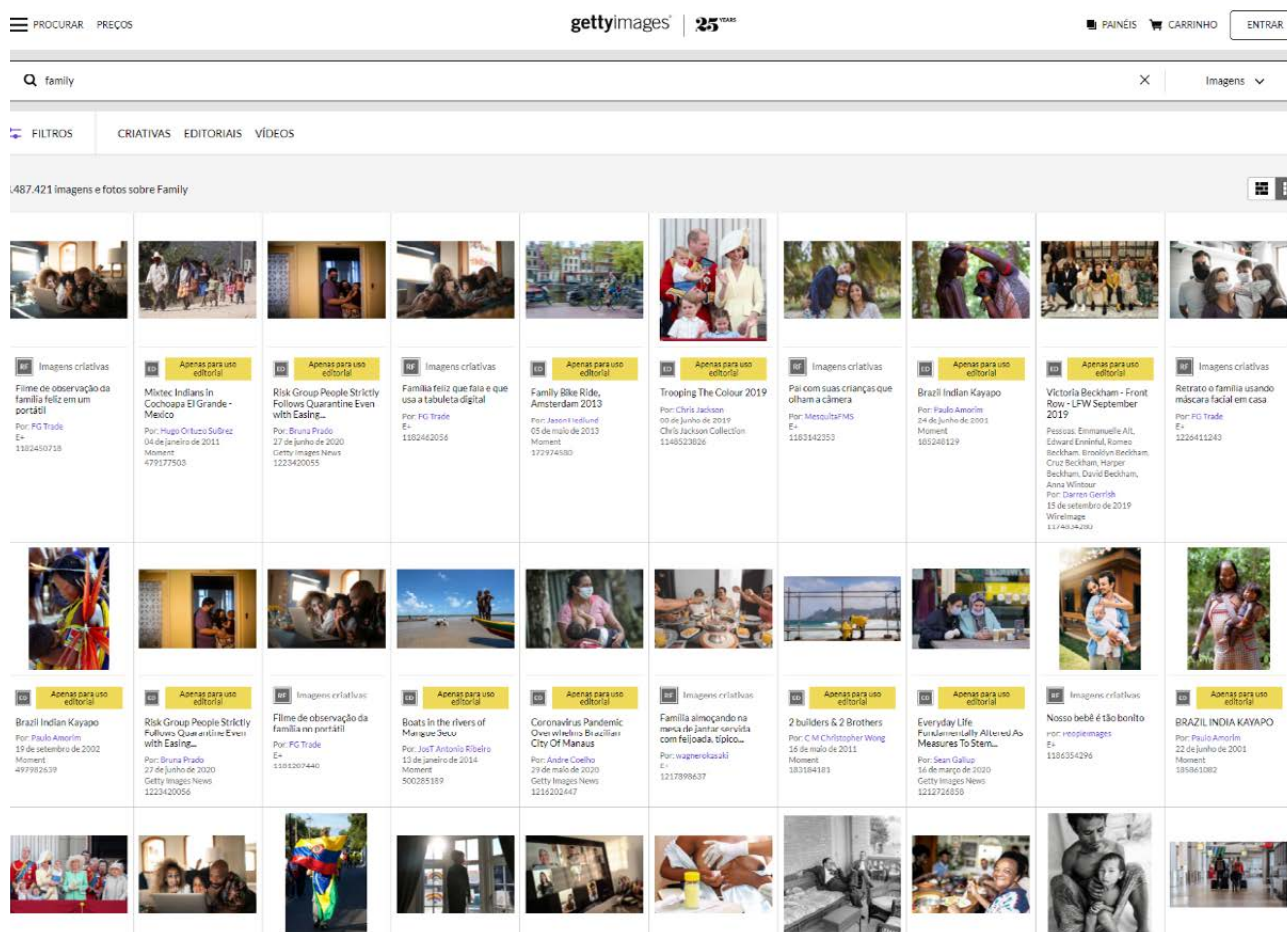 PROCURAR PREÇOS
gettyimages® 25 YEARS
PAINÉIS CARRINHO ENTRAR
family
Imagens
FILTROS CRIATIVAS EDITORIAIS VÍDEOS
.487.421 imagens e fotos sobre Family
RF Imagens criativas
Filme de observação da
família feliz em um
portátil
Por: FG Trade
E+
1182450718
ED Apenas para uso
editorial
Mixtec Indians in
Cochoapa El Grande -
Mexico
Por: Hugo Ortuño Suárez
04 de janeiro de 2011
Moment
479177503
ED Apenas para uso
editorial
Risk Group People Strictly
Follows Quarantine Even
with Easing...
Por: Bruna Prado
27 de junho de 2020
Getty Images News
1223420055
RF Imagens criativas
Família feliz que fala e que
usa a tabuleta digital
Por: FG Trade
E+
1182462056
ED Apenas para uso
editorial
Family Bike Ride,
Amsterdam 2013
Por: Jason Hedlund
05 de maio de 2013
Moment
172974580
ED Apenas para uso
editorial
Trooping The Colour 2019
Por: Chris Jackson
08 de junho de 2019
Chris Jackson Collection
1148523826
RF Imagens criativas
Pai com suas crianças que
olham a câmera
Por: MesquitaFMS
E+
1183142353
ED Apenas para uso
editorial
Brazil Indian Kayapo
Por: Paulo Amorim
24 de junho de 2001
Moment
185248129
ED Apenas para uso
editorial
Victoria Beckham - Front
Row - LFW September
2019
Pessoas: Emmanuelle Alt,
Edward Enninful, Romeo
Beckham, Brooklyn Beckham,
Cruz Beckham, Harper
Beckham, David Beckham,
Anna Wintour
Por: Darren Gerrish
15 de setembro de 2019
WireImage
1174834280
RF Imagens criativas
Retrato o família usando
máscara facial em casa
Por: FG Trade
E+
1226411243
ED Apenas para uso
editorial
Brazil Indian Kayapo
Por: Paulo Amorim
19 de setembro de 2002
Moment
497982639
ED Apenas para uso
editorial
Risk Group People Strictly
Follows Quarantine Even
with Easing...
Por: Bruna Prado
27 de junho de 2020
Getty Images News
1223420056
RF Imagens criativas
Filme de observação da
família no portátil
Por: FG Trade
E+
1181207440
ED Apenas para uso
editorial
Boats in the rivers of
Mangue Seco
Por: JosT Antonio Ribeiro
13 de janeiro de 2014
Moment
500285189
ED Apenas para uso
editorial
Coronavirus Pandemic
Overwhelms Brazilian
City Of Manaus
Por: Andre Coelho
29 de maio de 2020
Getty Images News
1216202447
RF Imagens criativas
Família almoçando na
mesa de jantar servida
com feijoada, típico...
Por: wagnerokasaki
E+
1217898637
ED Apenas para uso
editorial
2 builders & 2 Brothers
Por: C M Christopher Wong
16 de maio de 2011
Moment
183184181
ED Apenas para uso
editorial
Everyday Life
Fundamentally Altered As
Measures To Stem...
Por: Sean Gallup
16 de março de 2020
Getty Images News
1212726858
RF Imagens criativas
Nosso bebê é tão bonito
Por: Peopleimages
E+
1186354296
ED Apenas para uso
editorial
BRAZIL INDIA KAYAPO
Por: Paulo Amorim
22 de junho de 2001
Moment
185861082